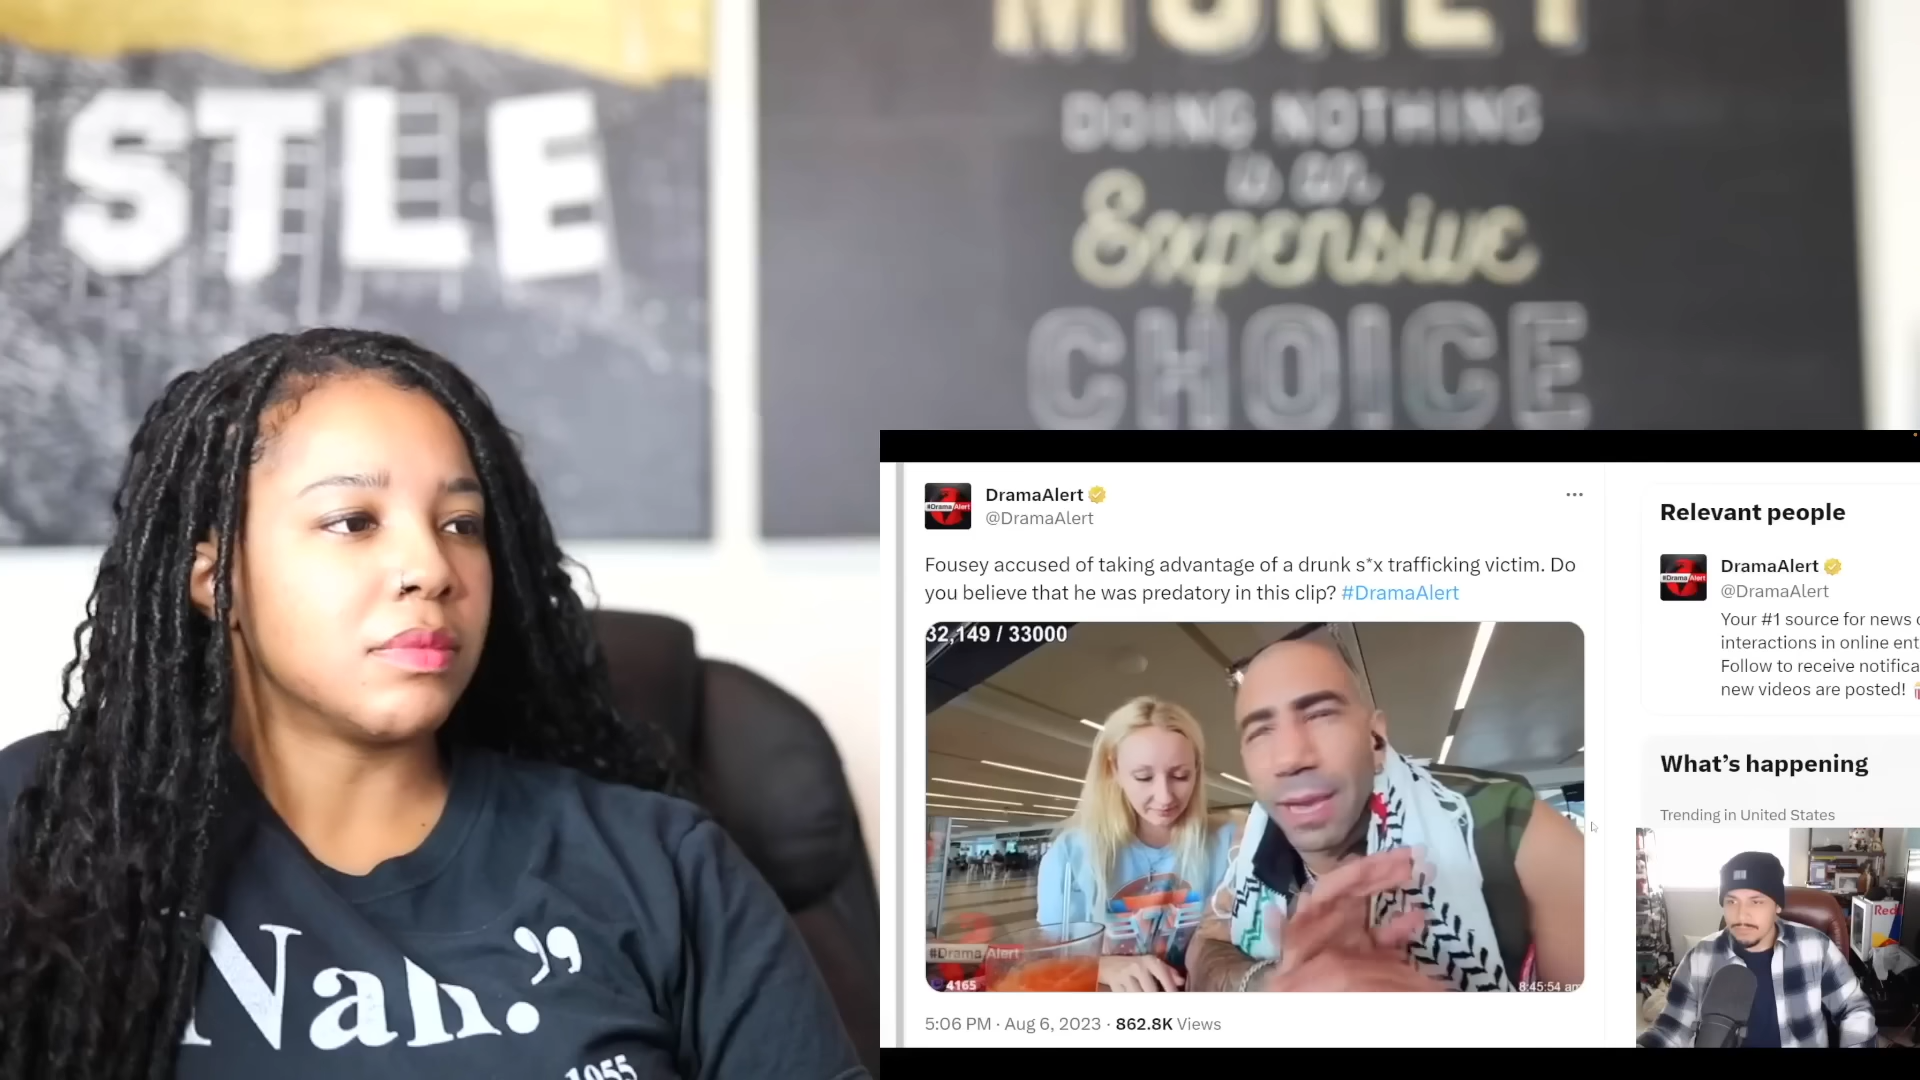 USTLE
MONEY
DOING NOTHING
is an
Expensive
CHOICE
Nah.”
1955
DramaAlert
@DramaAlert
Fousey accused of taking advantage of a drunk s*x trafficking victim. Do
you believe that he was predatory in this clip? #DramaAlert
32,149 / 33000
#DramaAlert
4165
8:45:54 am
5:06 PM · Aug 6, 2023 · 862.8K Views
Relevant people
#DramaAlert
DramaAlert
@DramaAlert
Your #1 source for news
interactions in online
Follow to receive
new videos are posted!
What’s happening
Trending in United States
Red